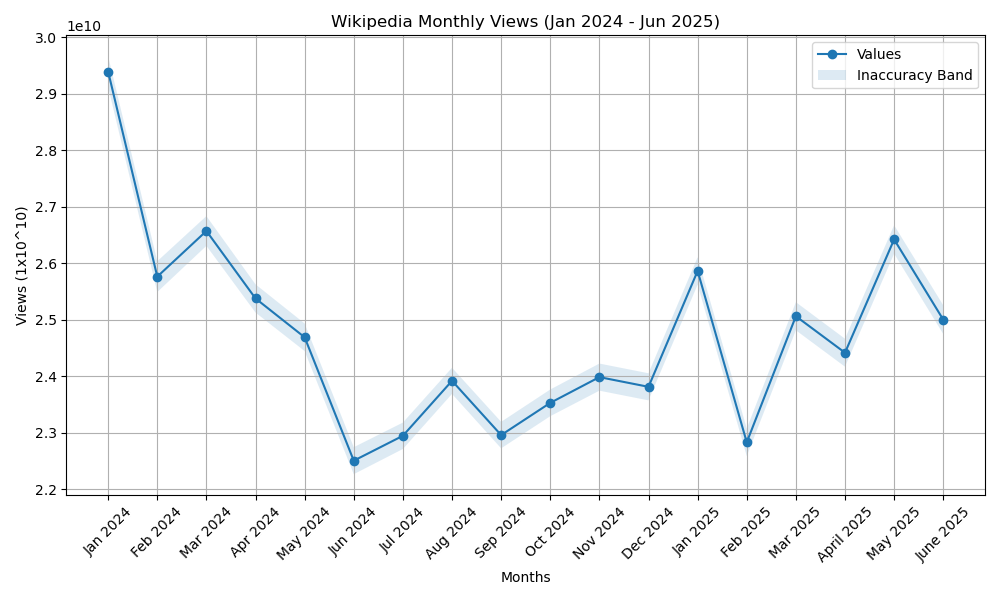 Wikipedia Monthly Views (Jan 2024 - Jun 2025)
1e10
3.0
2.9
2.8
2.7
2.6
2.5
2.4
2.3
2.2
Views (1x10^10)
Values
Inaccuracy Band
Jan 2024
Feb 2024
Mar 2024
Apr 2024
May 2024
Jun 2024
Jul 2024
Aug 2024
Sep 2024
Oct 2024
Nov 2024
Dec 2024
Jan 2025
Feb 2025
Mar 2025
April 2025
May 2025
June 2025
Months